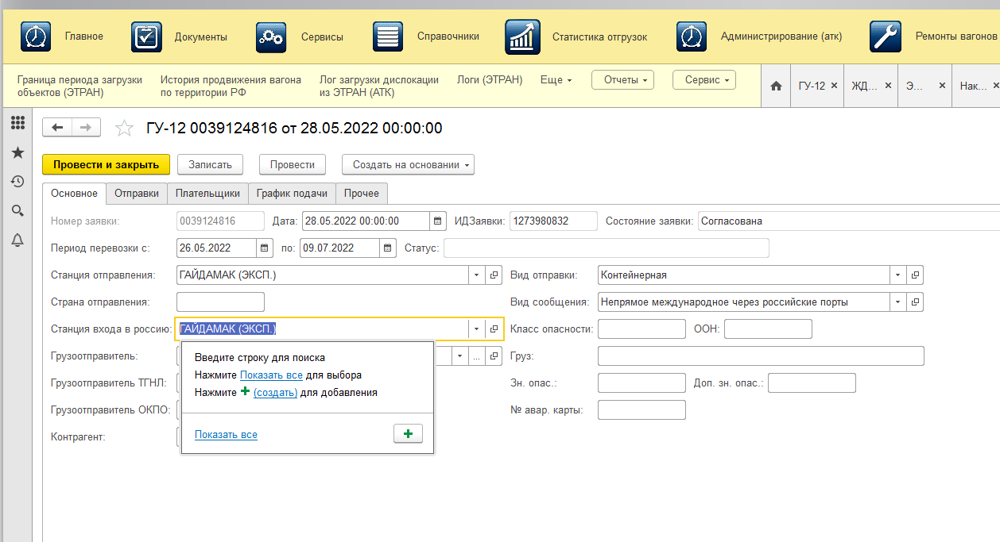 Главное
Документы
Сервисы
Справочники
Статистика отгрузок
Администрирование (атк)
Ремонты вагонов
Граница периода загрузки
объектов (ЭТРАН)
История продвижения вагона
по территории РФ
Лог загрузки дислокации
из ЭТРАН (АТК)
Логи (ЭТРАН)
Еще
Отчеты
Сервис
ГУ-12 ×
ЖД... ×
Э... ×
Нак... ×
ГУ-12 0039124816 от 28.05.2022 00:00:00
Провести и закрыть
Записать
Провести
Создать на основании
Основное
Отправки
Плательщики
График подачи
Прочее
Номер заявки: 0039124816 Дата: 28.05.2022 00:00:00 ИДЗаявки: 1273980832 Состояние заявки: Согласована
Период перевозки с: 26.05.2022 по: 09.07.2022 Статус:
Станция отправления: ГАЙДАМАК (ЭКСП.) Вид отправки: Контейнерная
Страна отправления: Вид сообщения: Непрямое международное через российские порты
Станция входа в россию: ГАЙДАМАК (ЭКСП.) Класс опасности: ООН:
Грузоотправитель: ... Груз:
Грузоотправитель ТГНЛ: Зн. опас.: Доп. зн. опас.:
Грузоотправитель ОКПО: № авар. карты:
Контрагент:
Введите строку для поиска
Нажмите Показать все для выбора
Нажмите + (создать) для добавления
Показать все +